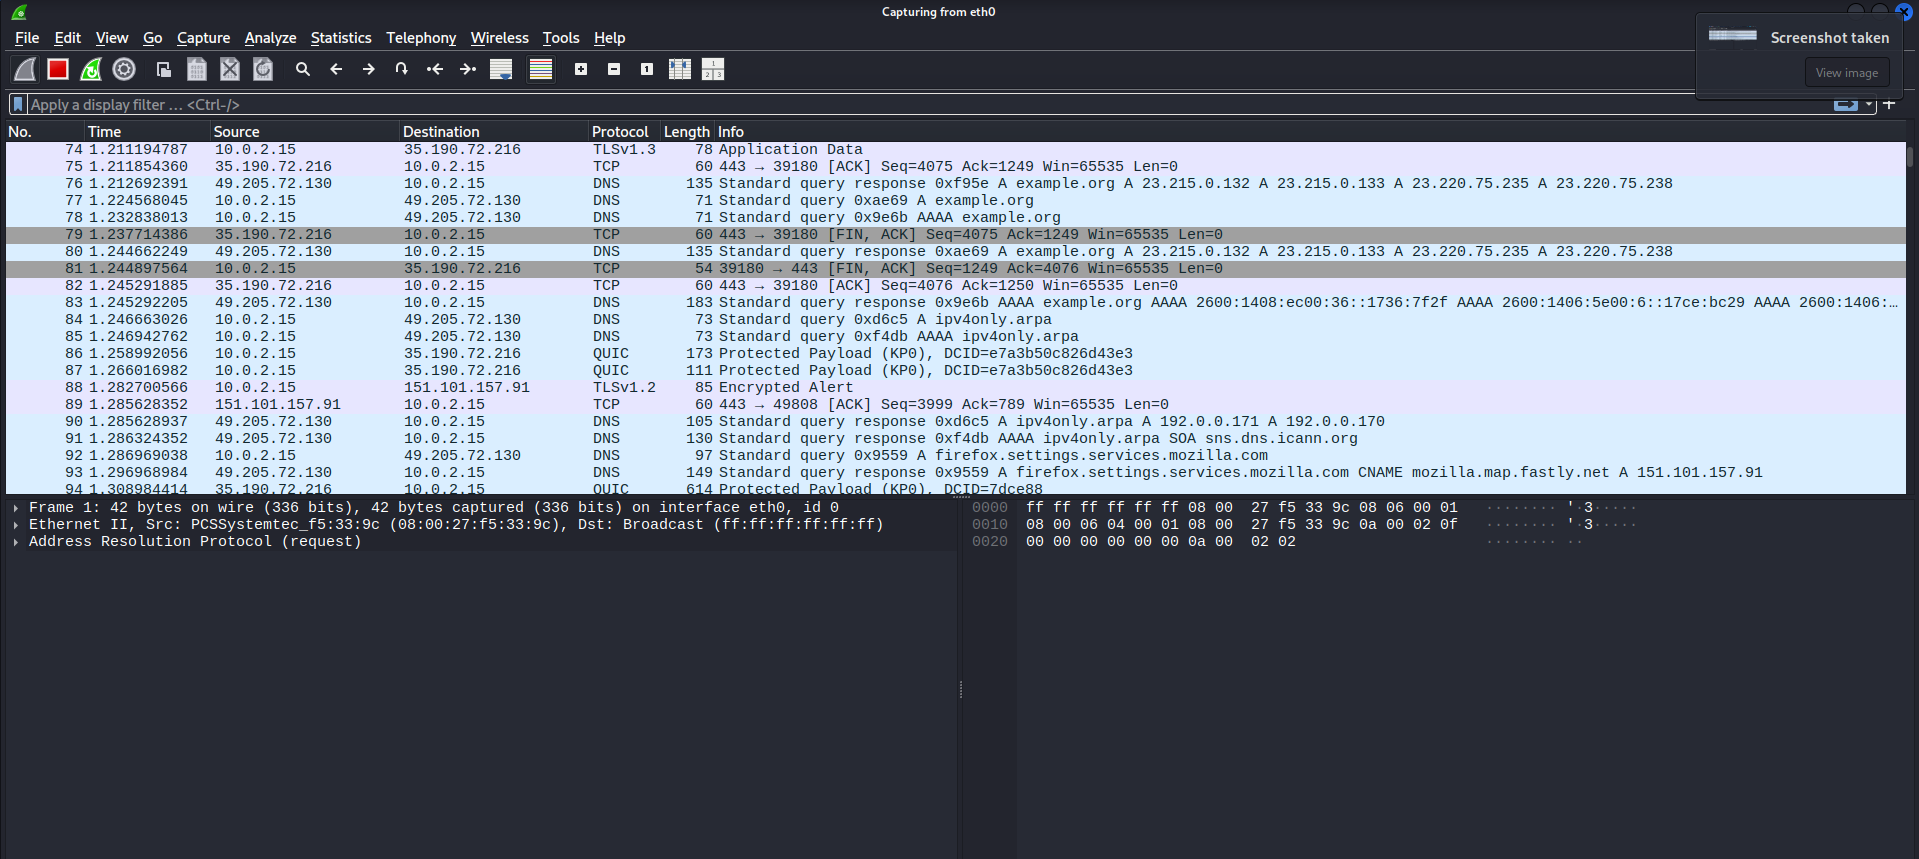 Capturing from eth0
File Edit View Go Capture Analyze Statistics Telephony Wireless Tools Help
Screenshot taken
View image
Apply a display filter … <Ctrl-/>
No. Time Source Destination Protocol Length Info
74 1.211194787 10.0.2.15 35.190.72.216 TLSv1.3 78 Application Data
75 1.211854360 35.190.72.216 10.0.2.15 TCP 60 443 → 39180 [ACK] Seq=4075 Ack=1249 Win=65535 Len=0
76 1.212692391 49.205.72.130 10.0.2.15 DNS 135 Standard query response 0xf95e A example.org A 23.215.0.132 A 23.215.0.133 A 23.220.75.235 A 23.220.75.238
77 1.224568045 10.0.2.15 49.205.72.130 DNS 71 Standard query 0xae69 A example.org
78 1.232838013 10.0.2.15 49.205.72.130 DNS 71 Standard query 0x9e6b AAAA example.org
79 1.237714386 35.190.72.216 10.0.2.15 TCP 60 443 → 39180 [FIN, ACK] Seq=4075 Ack=1249 Win=65535 Len=0
80 1.244662249 49.205.72.130 10.0.2.15 DNS 135 Standard query response 0xae69 A example.org A 23.215.0.132 A 23.215.0.133 A 23.220.75.235 A 23.220.75.238
81 1.244897564 10.0.2.15 35.190.72.216 TCP 54 39180 → 443 [FIN, ACK] Seq=1249 Ack=4076 Win=65535 Len=0
82 1.245291885 35.190.72.216 10.0.2.15 TCP 60 443 → 39180 [ACK] Seq=4076 Ack=1250 Win=65535 Len=0
83 1.245292205 49.205.72.130 10.0.2.15 DNS 183 Standard query response 0x9e6b AAAA example.org AAAA 2600:1408:ec00:36::1736:7f2f AAAA 2600:1406:5e00:6::17ce:bc29 AAAA 2600:1406:…
84 1.246663026 10.0.2.15 49.205.72.130 DNS 73 Standard query 0xd6c5 A ipv4only.arpa
85 1.246942762 10.0.2.15 49.205.72.130 DNS 73 Standard query 0xf4db AAAA ipv4only.arpa
86 1.258992056 10.0.2.15 35.190.72.216 QUIC 173 Protected Payload (KP0), DCID=e7a3b50c826d43e3
87 1.266016982 10.0.2.15 35.190.72.216 QUIC 111 Protected Payload (KP0), DCID=e7a3b50c826d43e3
88 1.282700566 10.0.2.15 151.101.157.91 TLSv1.2 85 Encrypted Alert
89 1.285628352 151.101.157.91 10.0.2.15 TCP 60 443 → 49808 [ACK] Seq=3999 Ack=789 Win=65535 Len=0
90 1.285628937 49.205.72.130 10.0.2.15 DNS 105 Standard query response 0xd6c5 A ipv4only.arpa A 192.0.0.171 A 192.0.0.170
91 1.286324352 49.205.72.130 10.0.2.15 DNS 130 Standard query response 0xf4db AAAA ipv4only.arpa SOA sns.dns.icann.org
92 1.286969038 10.0.2.15 49.205.72.130 DNS 97 Standard query 0x9559 A firefox.settings.services.mozilla.com
93 1.296968984 49.205.72.130 10.0.2.15 DNS 149 Standard query response 0x9559 A firefox.settings.services.mozilla.com CNAME mozilla.map.fastly.net A 151.101.157.91
94 1.308984414 35.190.72.216 10.0.2.15 QUIC 614 Protected Payload (KP0), DCID=7dce88
Frame 1: 42 bytes on wire (336 bits), 42 bytes captured (336 bits) on interface eth0, id 0
Ethernet II, Src: PCSSystemtec_f5:33:9c (08:00:27:f5:33:9c), Dst: Broadcast (ff:ff:ff:ff:ff:ff)
Address Resolution Protocol (request)
0000 ff ff ff ff ff ff 08 00 27 f5 33 9c 08 06 00 01 ········ '·3·····
0010 08 00 06 04 00 01 08 00 27 f5 33 9c 0a 00 02 0f ········ '·3·····
0020 00 00 00 00 00 00 0a 00 02 02 ········ ··